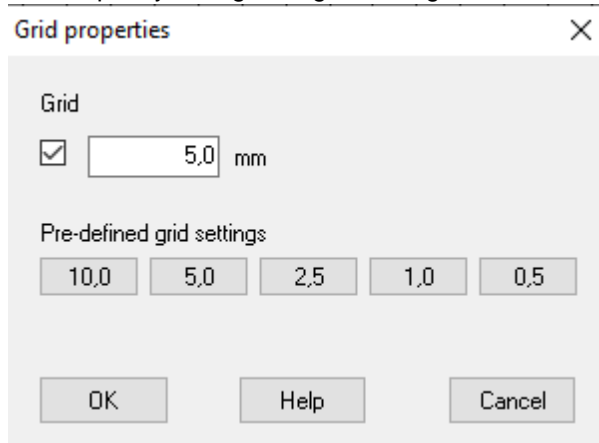 Grid properties
Grid
5,0 mm
Pre-defined grid settings
10,0 5,0 2,5 1,0 0,5
OK Help Cancel